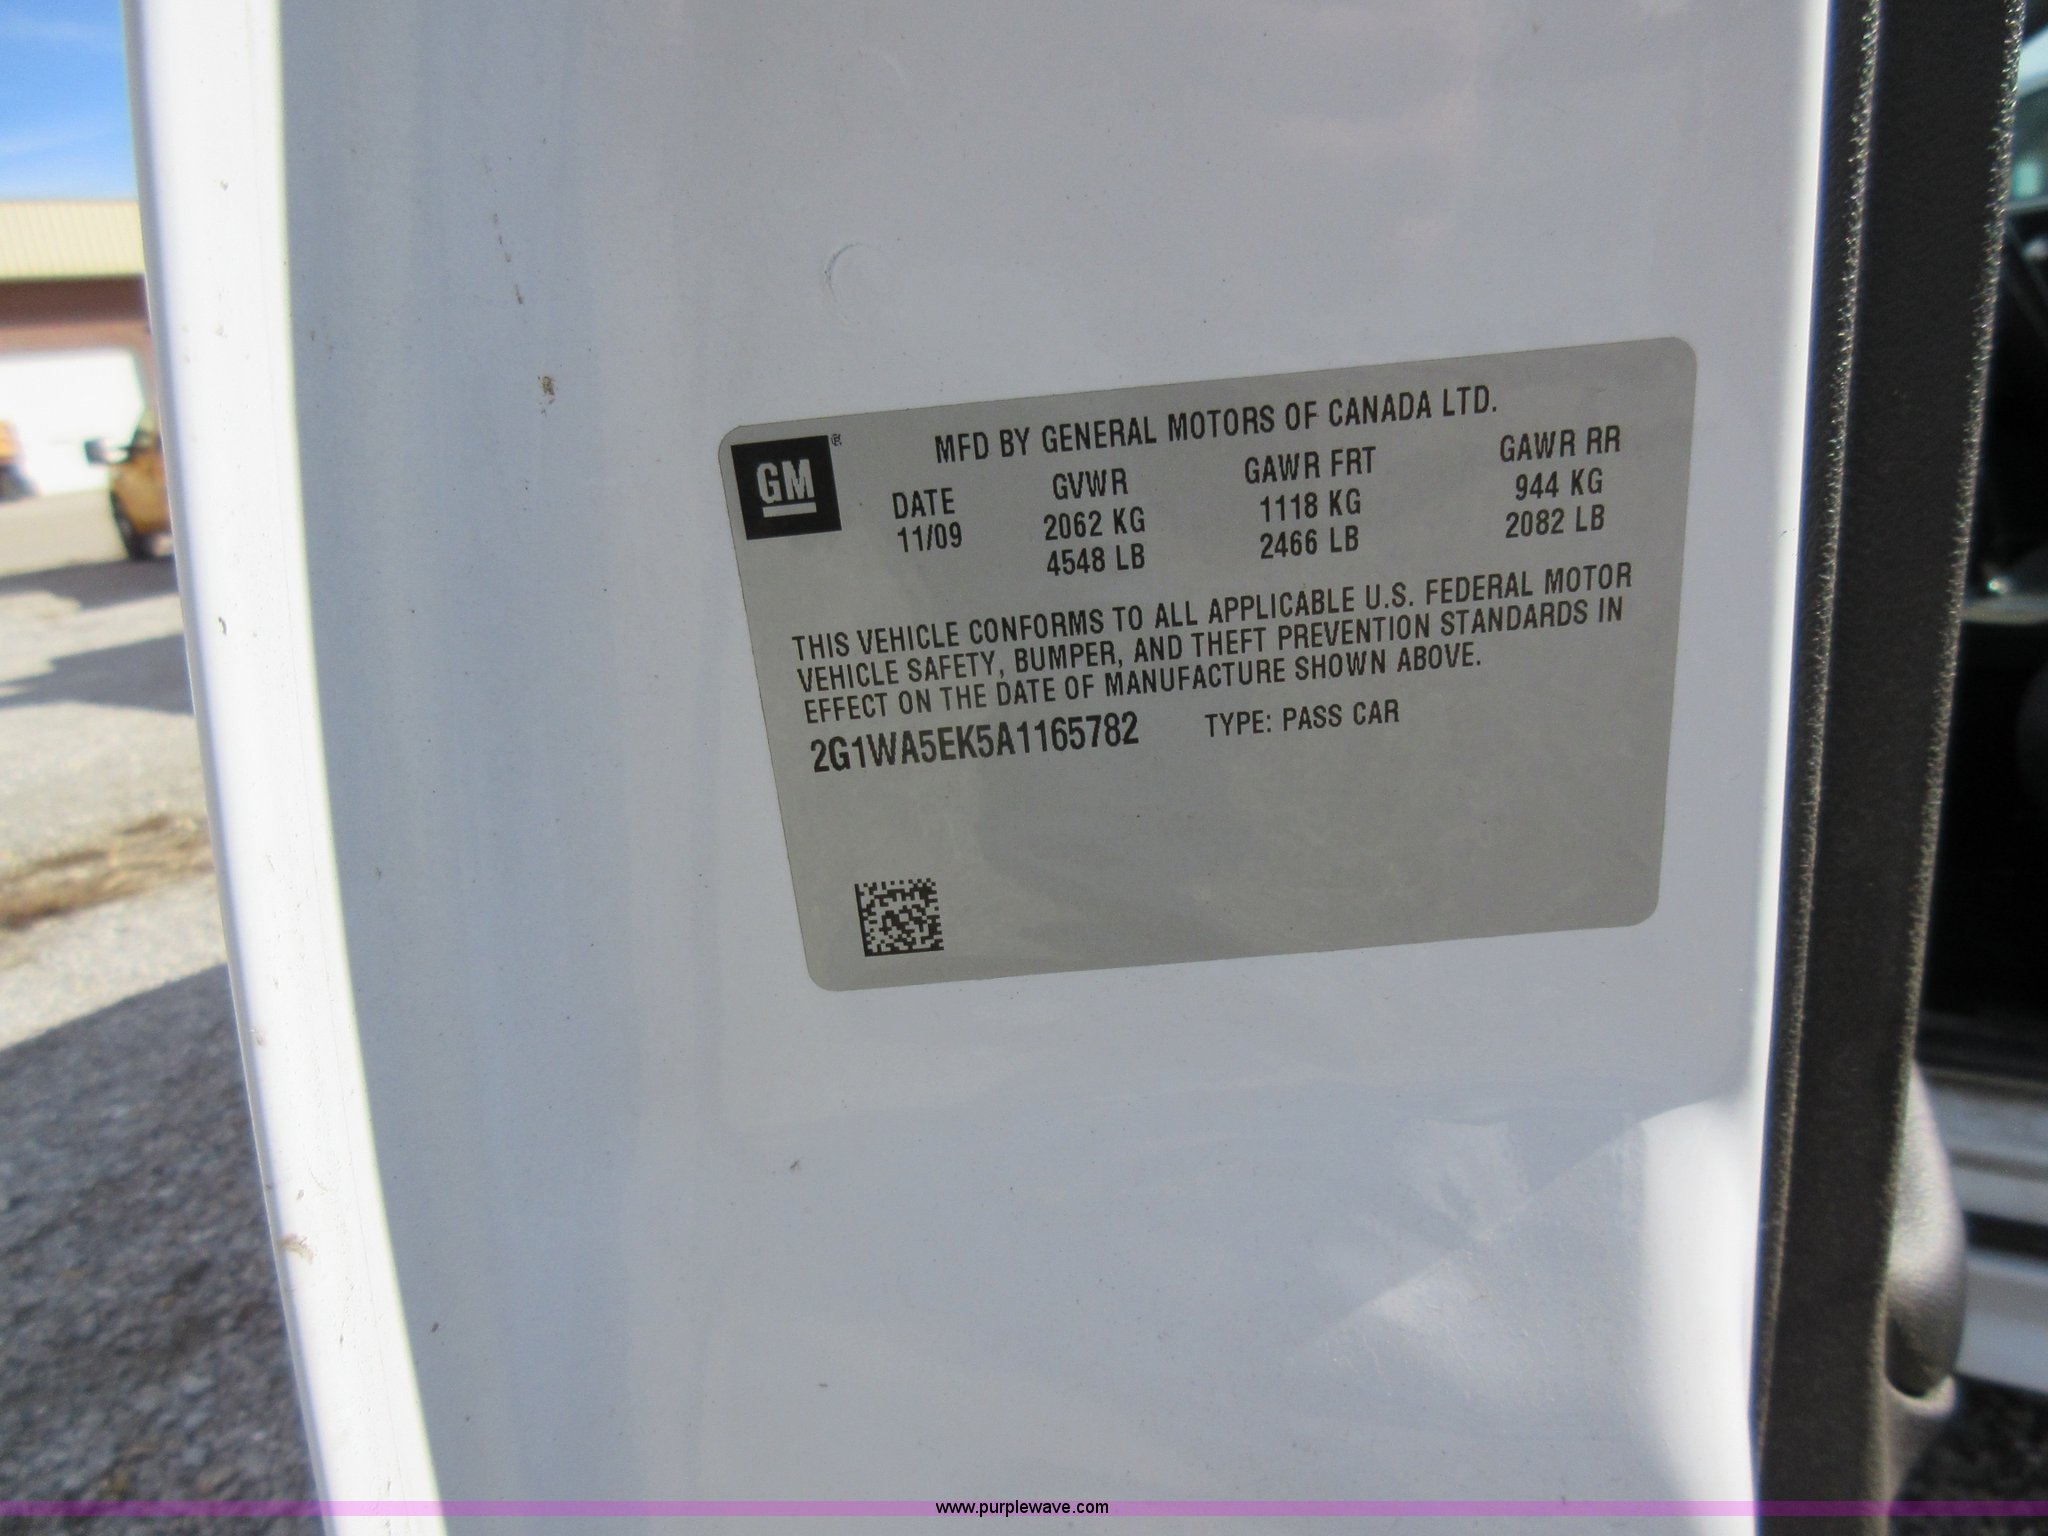 MFD BY GENERAL MOTORS OF CANADA LTD.
GM®
DATE GVWR GAWR FRT GAWR RR
11/09 2062 KG 1118 KG 944 KG
4548 LB 2466 LB 2082 LB
THIS VEHICLE CONFORMS TO ALL APPLICABLE U.S. FEDERAL MOTOR
VEHICLE SAFETY, BUMPER, AND THEFT PREVENTION STANDARDS IN
EFFECT ON THE DATE OF MANUFACTURE SHOWN ABOVE.
2G1WA5EK5A1165782 TYPE: PASS CAR
www.purplewave.com